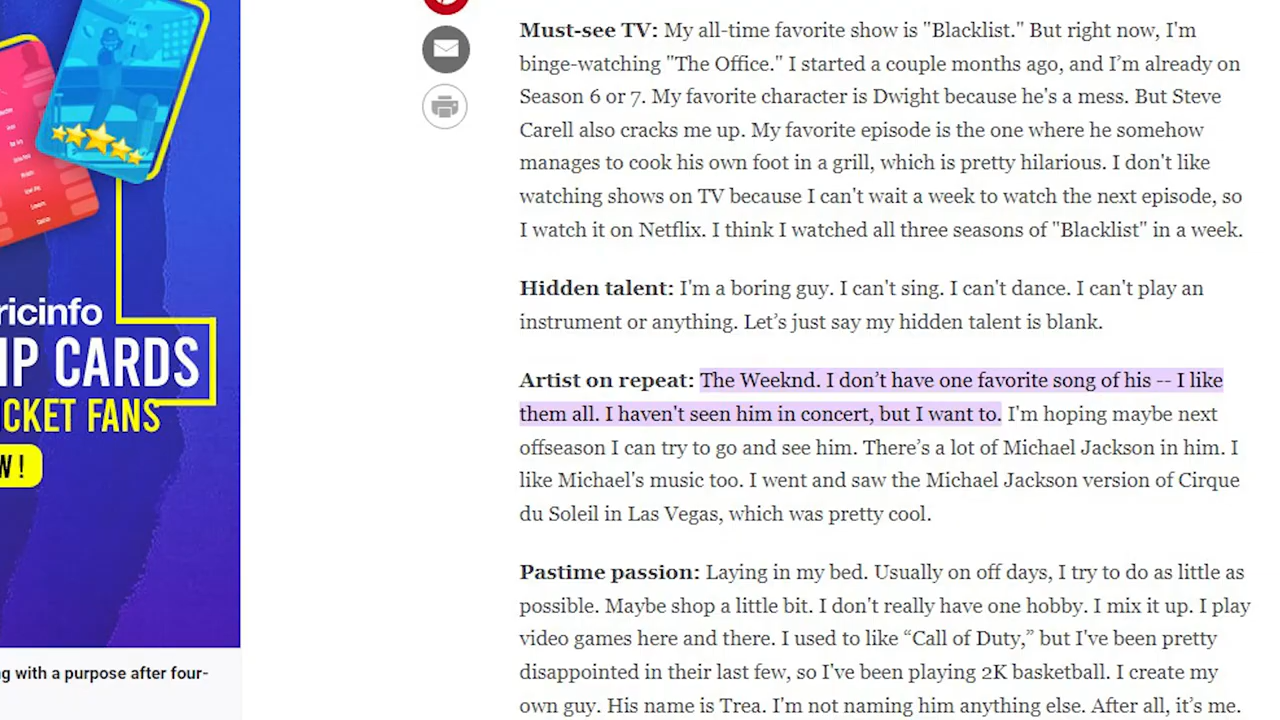 Must-see TV: My all-time favorite show is "Blacklist." But right now, I'm
binge-watching "The Office." I started a couple months ago, and I'm already on
Season 6 or 7. My favorite character is Dwight because he's a mess. But Steve
Carell also cracks me up. My favorite episode is the one where he somehow
manages to cook his own foot in a grill, which is pretty hilarious. I don't like
watching shows on TV because I can't wait a week to watch the next episode, so
I watch it on Netflix. I think I watched all three seasons of "Blacklist" in a week.
Hidden talent: I'm a boring guy. I can't sing. I can't dance. I can't play an
instrument or anything. Let’s just say my hidden talent is blank.
Artist on repeat: The Weeknd. I don’t have one favorite song of his -- I like
them all. I haven't seen him in concert, but I want to. I'm hoping maybe next
offseason I can try to go and see him. There’s a lot of Michael Jackson in him. I
like Michael's music too. I went and saw the Michael Jackson version of Cirque
du Soleil in Las Vegas, which was pretty cool.
Pastime passion: Laying in my bed. Usually on off days, I try to do as little as
possible. Maybe shop a little bit. I don't really have one hobby. I mix it up. I play
video games here and there. I used to like “Call of Duty,” but I've been pretty
disappointed in their last few, so I've been playing 2K basketball. I create my
own guy. His name is Trea. I'm not naming him anything else. After all, it’s me.
ricinfo
IP CARDS
ICKET FANS
W !
g with a purpose after four-